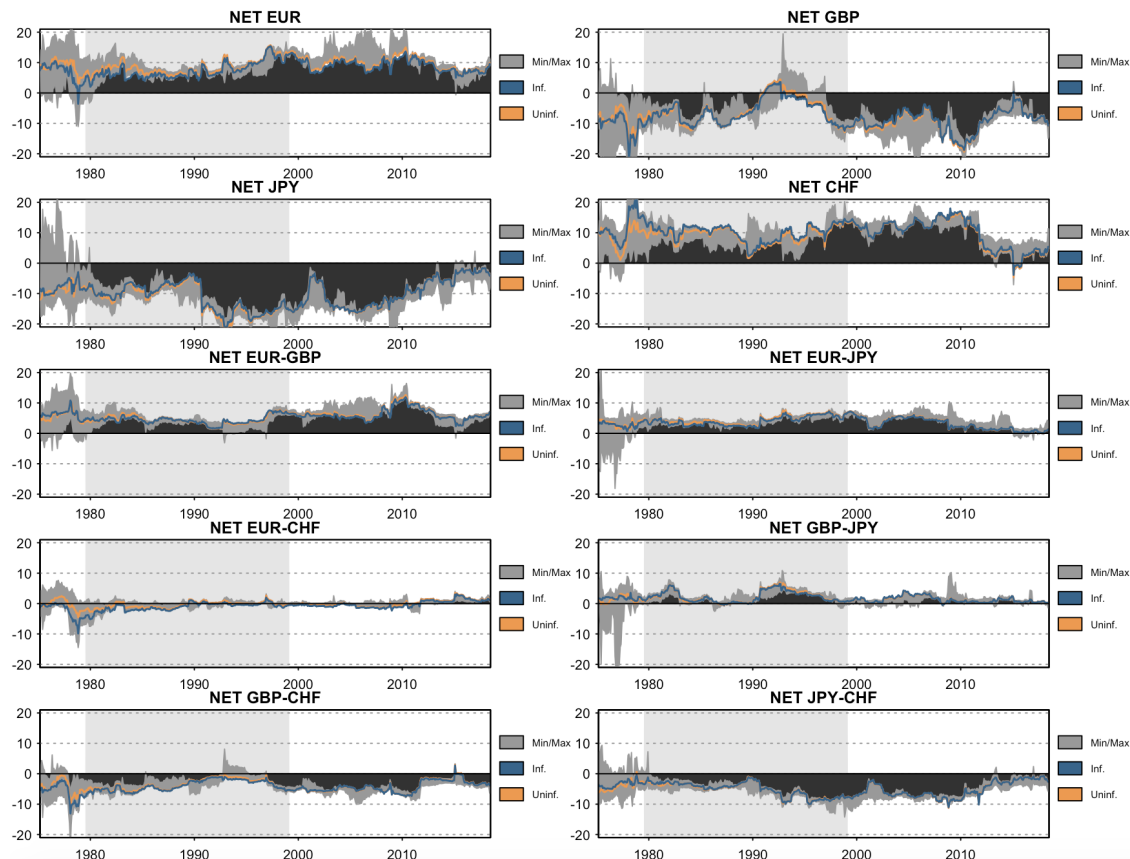 NET EUR
20
10
0
-10
-20
1980 1990 2000 2010
Min/Max
Inf.
Uninf.
NET GBP
20
10
0
-10
-20
1980 1990 2000 2010
Min/Max
Inf.
Uninf.
NET JPY
20
10
0
-10
-20
1980 1990 2000 2010
Min/Max
Inf.
Uninf.
NET CHF
20
10
0
-10
-20
1980 1990 2000 2010
Min/Max
Inf.
Uninf.
NET EUR-GBP
20
10
0
-10
-20
1980 1990 2000 2010
Min/Max
Inf.
Uninf.
NET EUR-JPY
20
10
0
-10
-20
1980 1990 2000 2010
Min/Max
Inf.
Uninf.
NET EUR-CHF
20
10
0
-10
-20
1980 1990 2000 2010
Min/Max
Inf.
Uninf.
NET GBP-JPY
20
10
0
-10
-20
1980 1990 2000 2010
Min/Max
Inf.
Uninf.
NET GBP-CHF
20
10
0
-10
-20
1980 1990 2000 2010
Min/Max
Inf.
Uninf.
NET JPY-CHF
20
10
0
-10
-20
1980 1990 2000 2010
Min/Max
Inf.
Uninf.